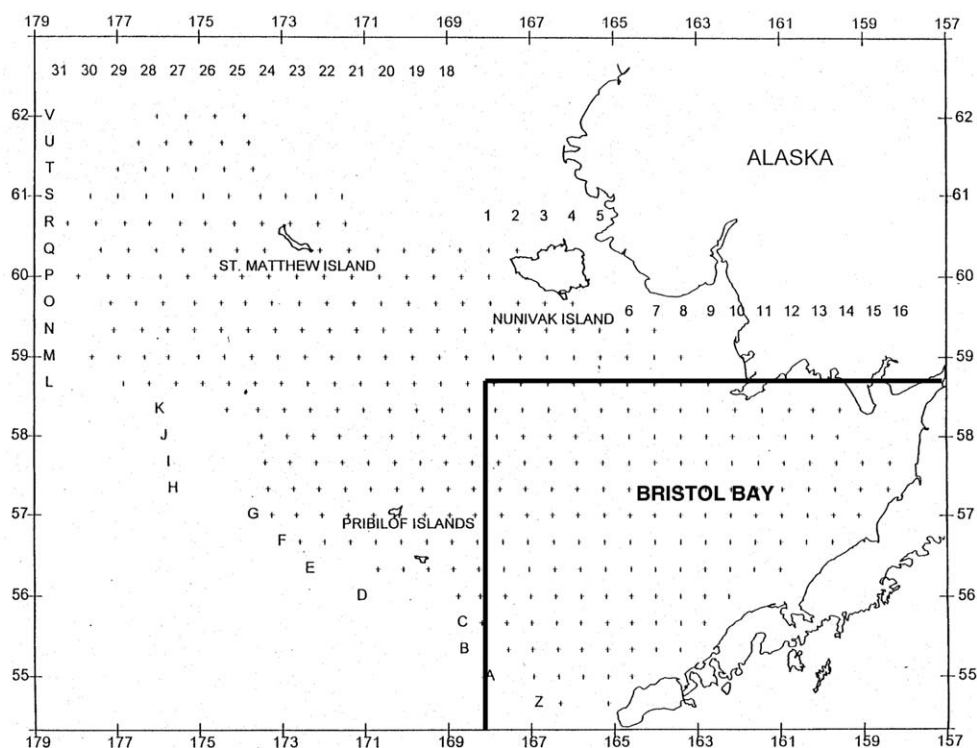 179 177 175 173 171 169 167 165 163 161 159 157
31 30 29 28 27 26 25 24 23 22 21 20 19 18
62 V 62
U
T ALASKA
61 S 61
R 1 2 3 4 5
Q
ST. MATTHEW ISLAND
60 P 60
O
NUNIVAK ISLAND 6 7 8 9 10 11 12 13 14 15 16
N
59 M 59
L
K
58 J 58
I
H BRISTOL BAY
57 G PRIBILOF ISLANDS 57
F
E
56 D 56
C
B
55 A 55
Z
179 177 175 173 171 169 167 165 163 161 159 157